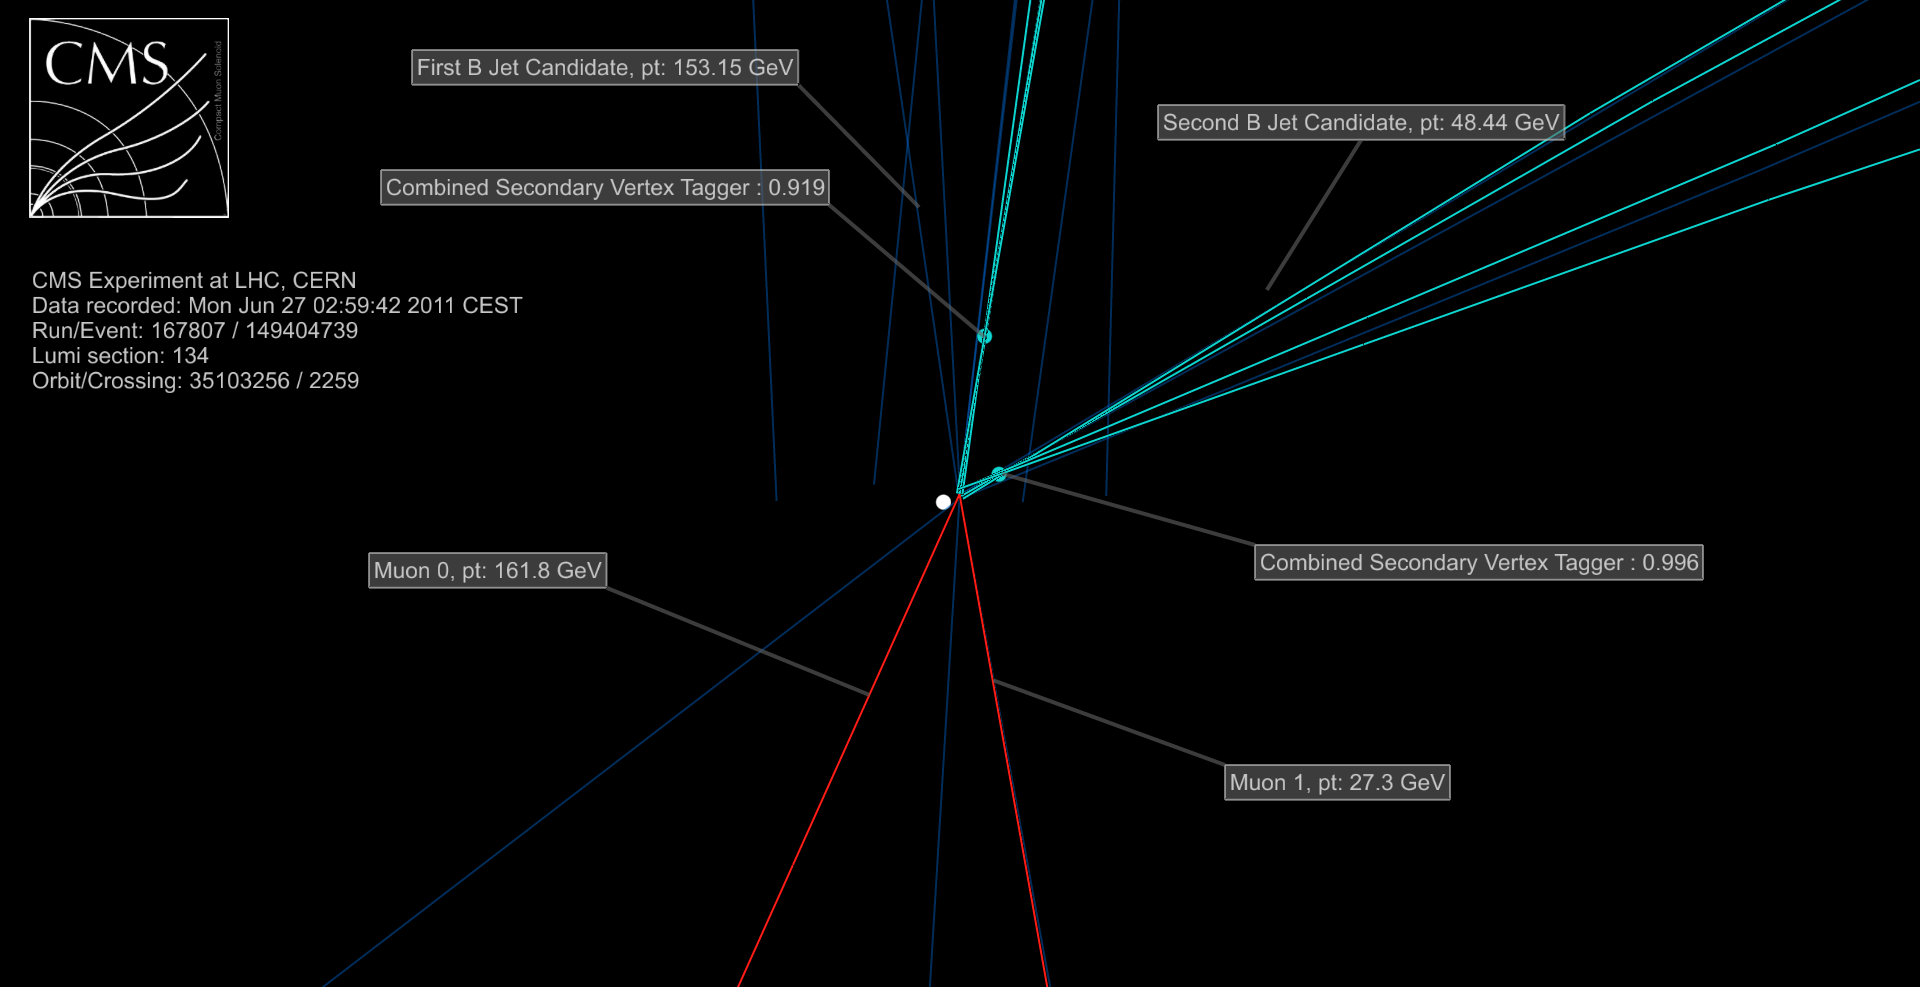 CMS
Compact Muon Solenoid
First B Jet Candidate, pt: 153.15 GeV
Second B Jet Candidate, pt: 48.44 GeV
Combined Secondary Vertex Tagger : 0.919
CMS Experiment at LHC, CERN
Data recorded: Mon Jun 27 02:59:42 2011 CEST
Run/Event: 167807 / 149404739
Lumi section: 134
Orbit/Crossing: 35103256 / 2259
Combined Secondary Vertex Tagger : 0.996
Muon 0, pt: 161.8 GeV
Muon 1, pt: 27.3 GeV